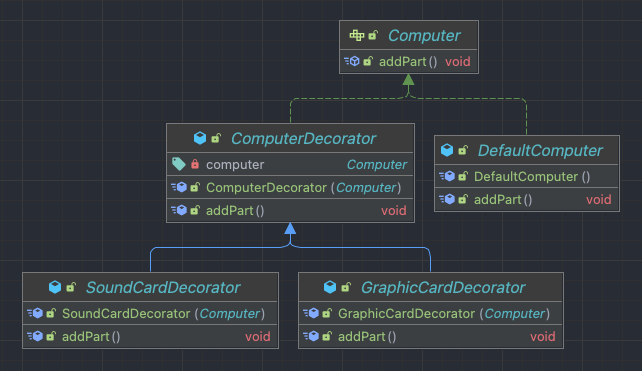 Computer
addPart() void
ComputerDecorator
computer Computer
ComputerDecorator (Computer)
addPart() void
DefaultComputer
DefaultComputer ()
addPart() void
SoundCardDecorator
SoundCardDecorator (Computer)
addPart() void
GraphicCardDecorator
GraphicCardDecorator (Computer)
addPart() void